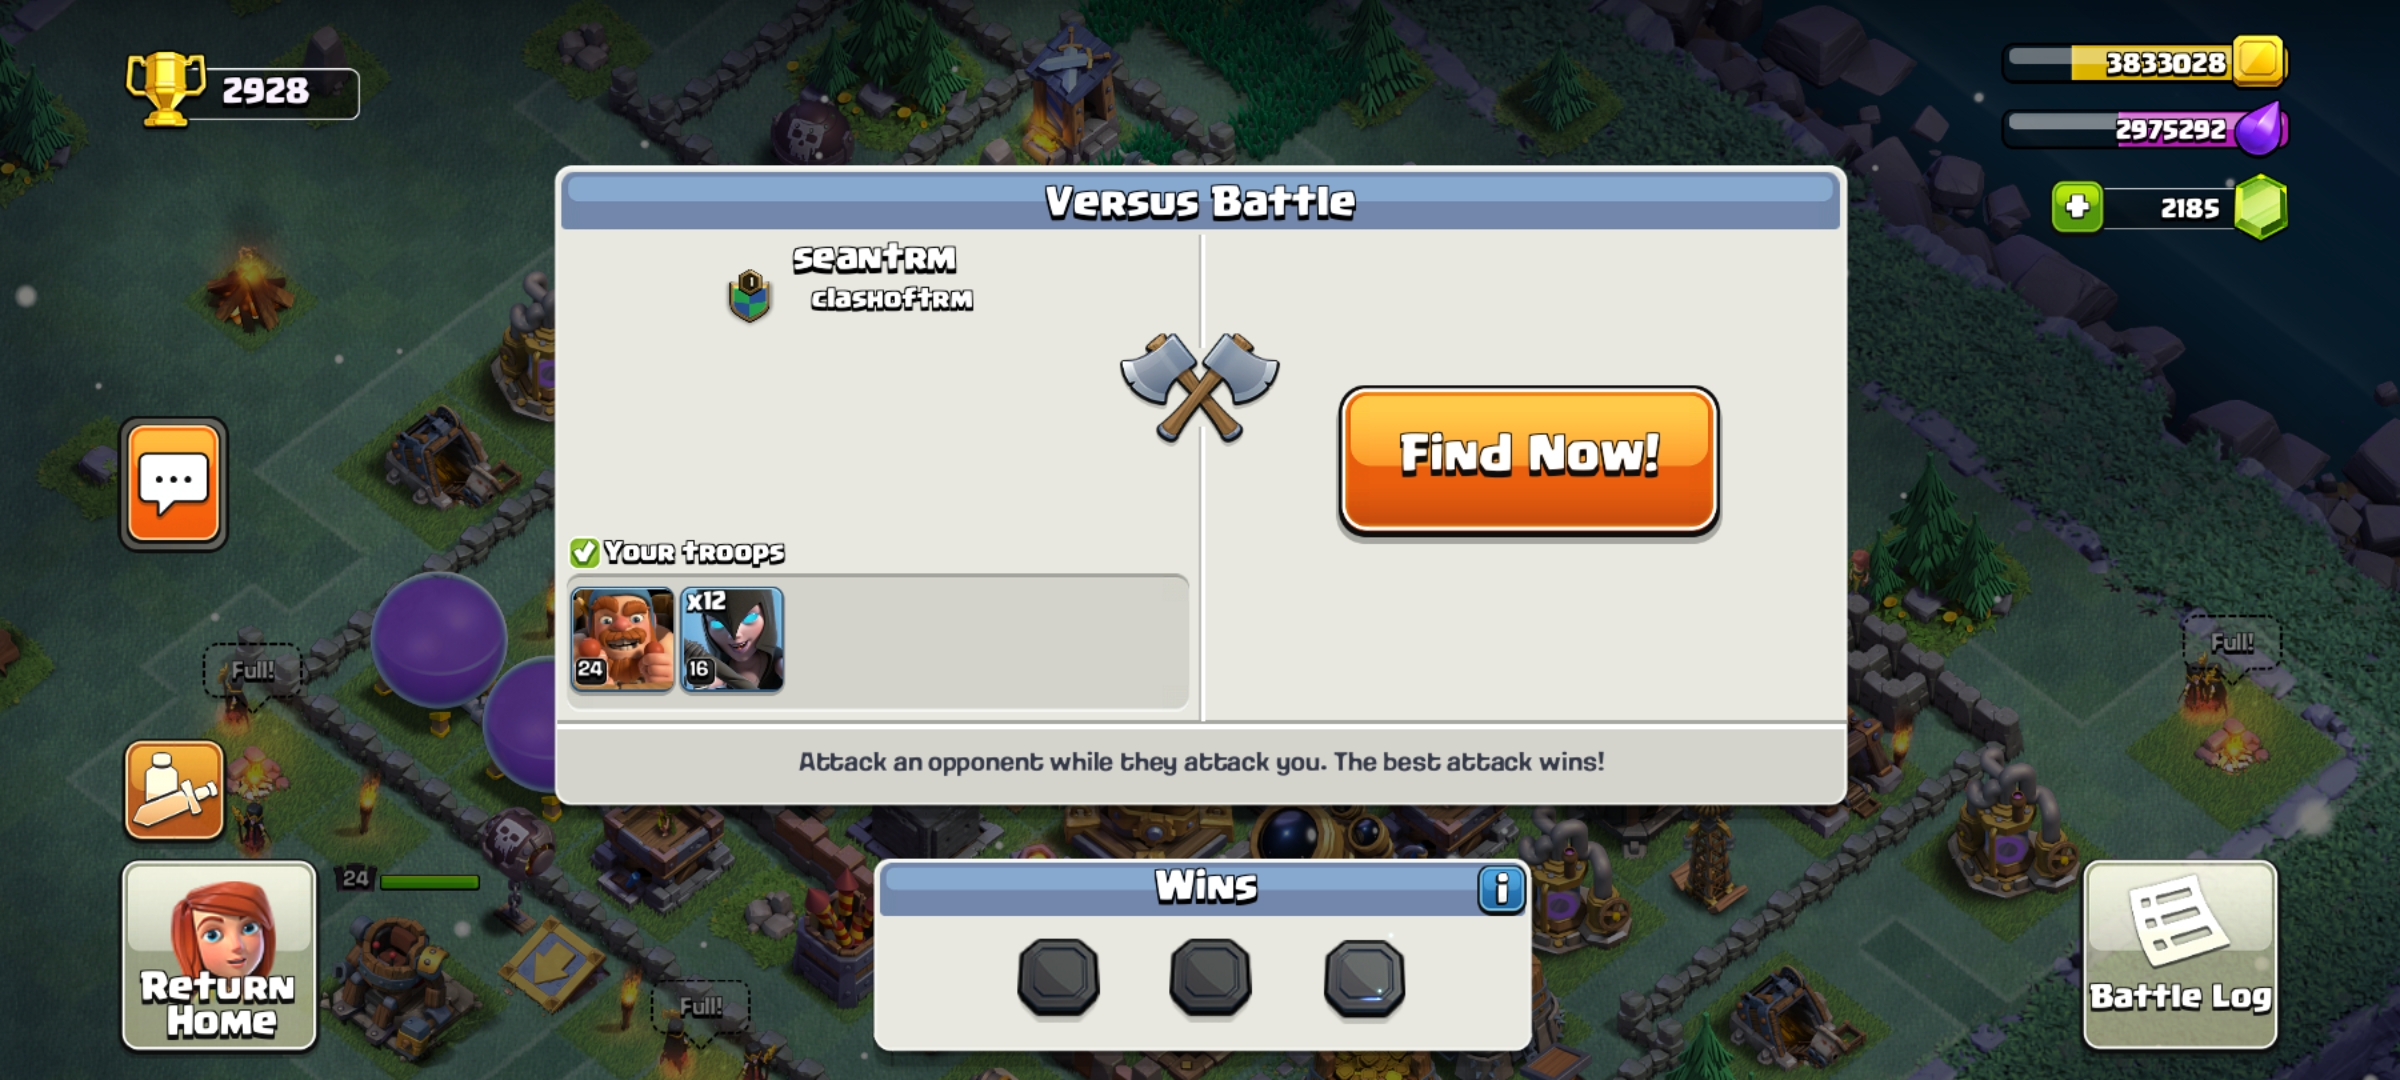 2928
3833028
2975292
2185
Versus Battle
seantrm
clashoftrm
1
Find Now!
Your troops
24
x12
16
Attack an opponent while they attack you. The best attack wins!
Full!
Full!
Full!
24
Wins
i
Return
Home
Battle Log